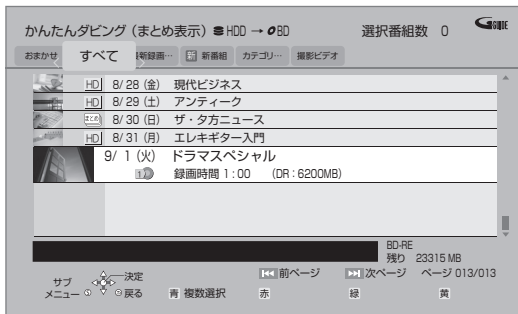 かんたんダビング (まとめ表示) HDD → BD 選択番組数 0 GGUIDE
おまかせ すべて 新録画… 新 新番組 カテゴリ… 撮影ビデオ
HD 8/28 (金) 現代ビジネス
HD 8/29 (土) アンティーク
まとめ 8/30 (日) ザ・タ方ニュース
HD 8/31 (月) エレキギター入門
9/ 1 (火) ドラマスペシャル
録画時間 1:00 (DR:6200MB)
BD-RE
残り 23315 MB
サブメニュー S 決定 戻る 青 複数選択 前ページ 次ページ ページ 013/013
赤 緑 黄